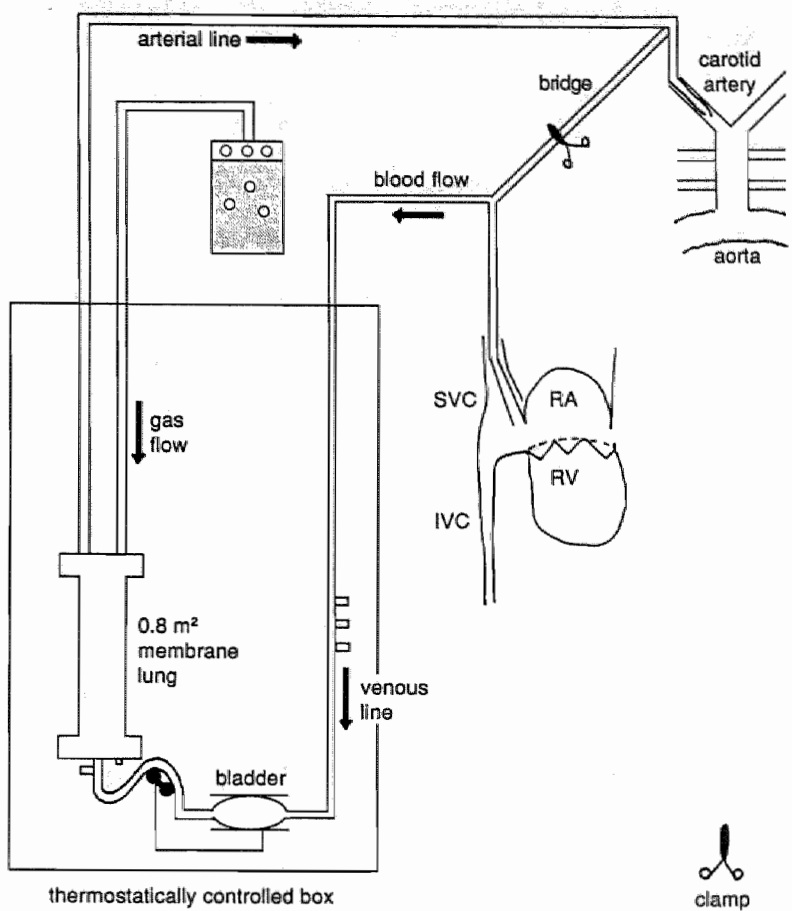 arterial line
carotid
artery
bridge
blood flow
aorta
SVC
RA
gas
flow
RV
IVC
0.8 m²
membrane
lung
venous
line
bladder
thermostatically controlled box
clamp